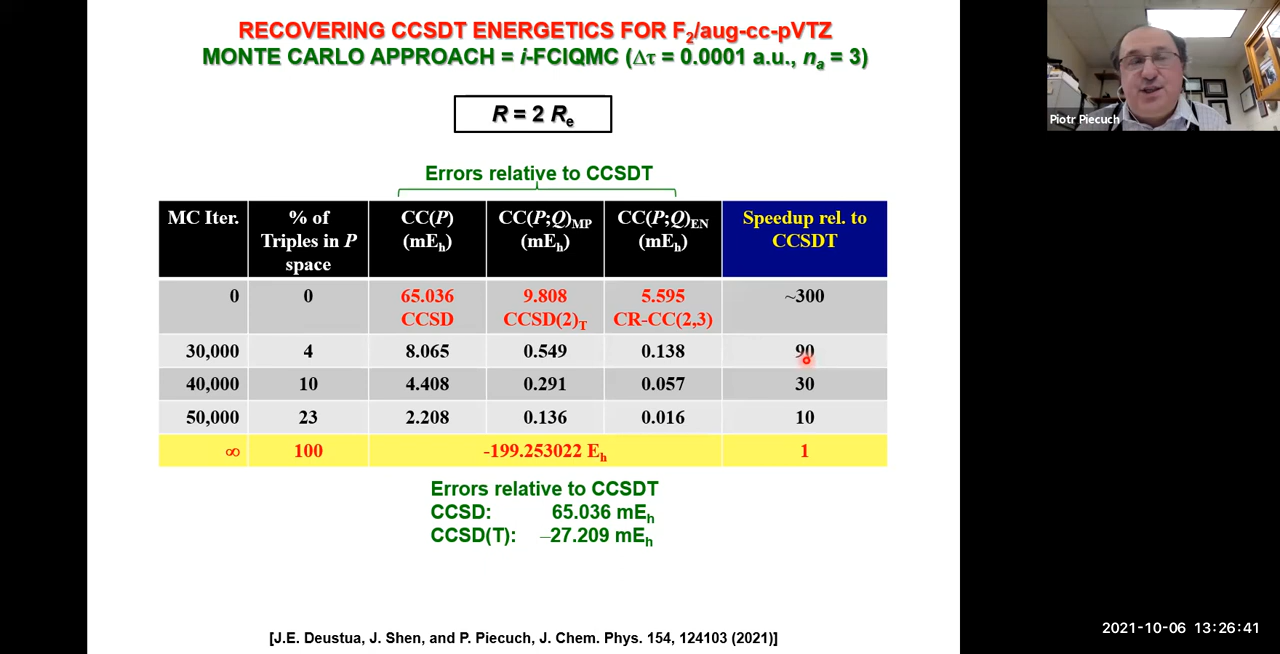 RECOVERING CCSDT ENERGETICS FOR F2/aug-cc-pVTZ
MONTE CARLO APPROACH = i-FCIQMC (Δτ = 0.0001 a.u., na = 3)
R = 2 Re
Errors relative to CCSDT
MC Iter. % of Triples in P space CC(P) (mEh) CC(P;Q)MP (mEh) CC(P;Q)EN (mEh) Speedup rel. to CCSDT
0 0 65.036 CCSD 9.808 CCSD(2)T 5.595 CR-CC(2,3) ~300
30,000 4 8.065 0.549 0.138 90
40,000 10 4.408 0.291 0.057 30
50,000 23 2.208 0.136 0.016 10
∞ 100 -199.253022 Eh 1
Errors relative to CCSDT
CCSD: 65.036 mEh
CCSD(T): –27.209 mEh
[J.E. Deustua, J. Shen, and P. Piecuch, J. Chem. Phys. 154, 124103 (2021)]
Piotr Piecuch
2021-10-06 13:26:41